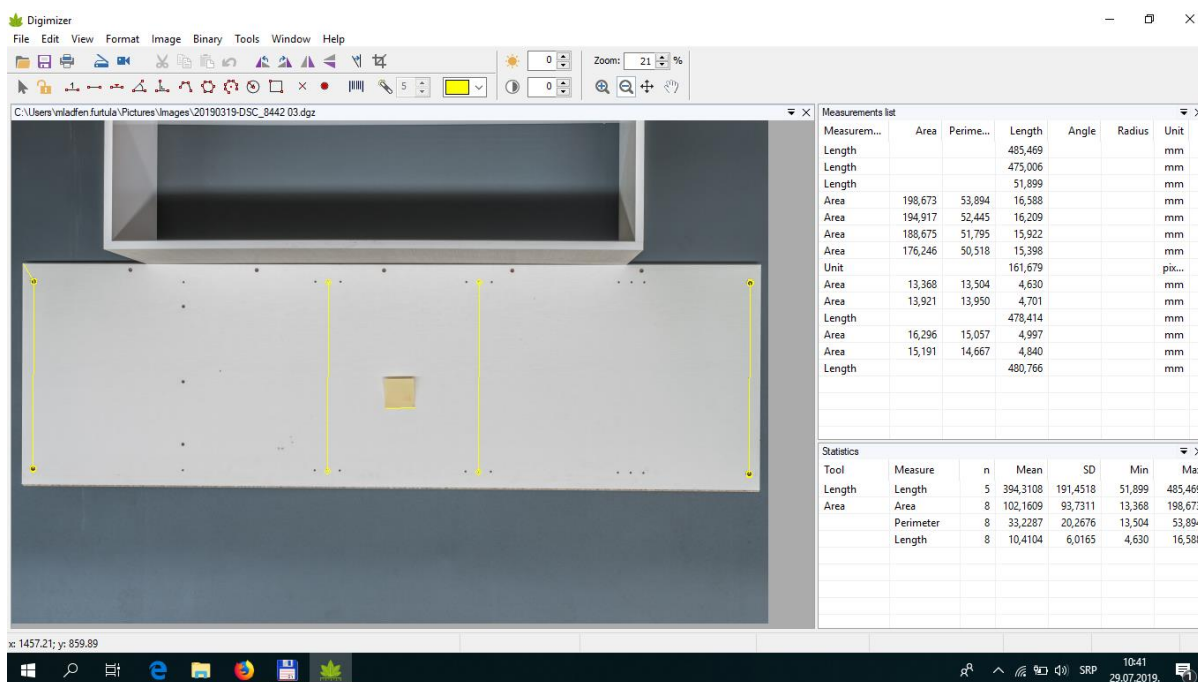 Digimizer
File Edit View Format Image Binary Tools Window Help
0 Zoom: 21 %
5 0
C:\Users\mladfen.furtula\Pictures\Images\20190319-DSC_8442 03.dgz
Measurements list
Measurem... Area Perime... Length Angle Radius Unit
Length 485,469 mm
Length 475,006 mm
Length 51,899 mm
Area 198,673 53,894 16,588 mm
Area 194,917 52,445 16,209 mm
Area 188,675 51,795 15,922 mm
Area 176,246 50,518 15,398 mm
Unit 161,679 pix...
Area 13,368 13,504 4,630 mm
Area 13,921 13,950 4,701 mm
Length 478,414 mm
Area 16,296 15,057 4,997 mm
Area 15,191 14,667 4,840 mm
Length 480,766 mm
Statistics
Tool Measure n Mean SD Min Ma
Length Length 5 394,3108 191,4518 51,899 485,469
Area Area 8 102,1609 93,7311 13,368 198,673
Perimeter 8 33,2287 20,2676 13,504 53,894
Length 8 10,4104 6,0165 4,630 16,588
x: 1457.21; y: 859.89
SRP 10:41
29.07.2019.